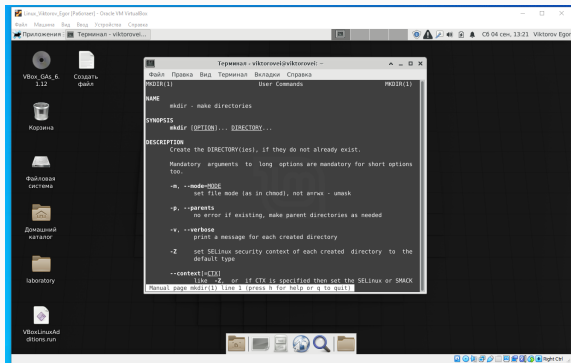 Linux_Viktorov_Egor [Работает] - Oracle VM VirtualBox
Файл Машина Вид Ввод Устройства Справка
Приложения Терминал - viktorovei...
Сб 04 сен, 13:21 Viktorov Egor
VBox_GAs_6.
1.12
Создать
файл
Корзина
Файловая
система
Домашний
каталог
laboratory
VBoxLinuxAd
ditions.run
Терминал - viktorovei@viktorovei: ~
Файл Правка Вид Терминал Вкладки Справка
MKDIR(1) User Commands MKDIR(1)
NAME
mkdir - make directories
SYNOPSIS
mkdir [OPTION]... DIRECTORY...
DESCRIPTION
Create the DIRECTORY(ies), if they do not already exist.
Mandatory arguments to long options are mandatory for short options
too.
-m, --mode=MODE
set file mode (as in chmod), not a=rwx - umask
-p, --parents
no error if existing, make parent directories as needed
-v, --verbose
print a message for each created directory
-Z set SELinux security context of each created directory to the
default type
--context[=CTX]
like -Z, or if CTX is specified then set the SELinux or SMACK
Manual page mkdir(1) line 1 (press h for help or q to quit)
Right Ctrl